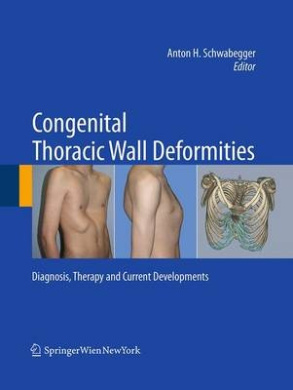 Anton H. Schwabegger
Editor
Congenital
Thoracic Wall Deformities
Diagnosis, Therapy and Current Developments
SpringerWienNewYork